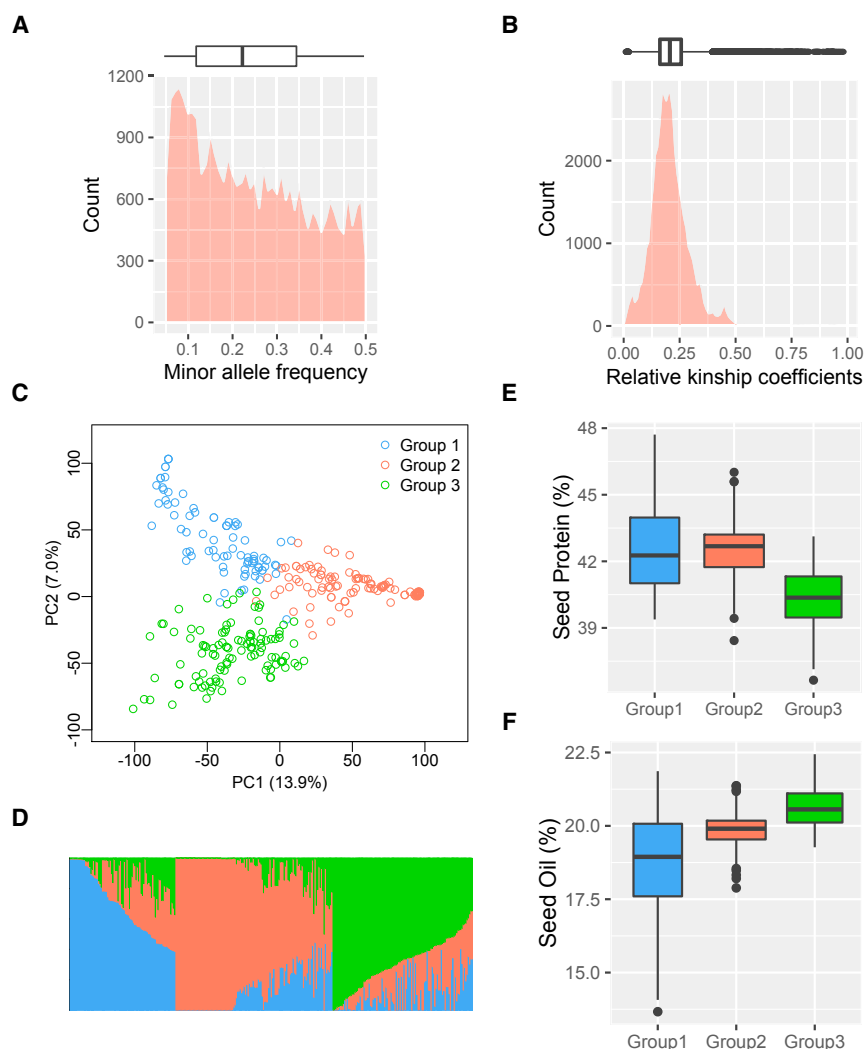 A
1200
900
600
300
0
Count
0.1 0.2 0.3 0.4 0.5
Minor allele frequency
B
2000
1000
0
Count
0.00 0.25 0.50 0.75 1.00
Relative kinship coefficients
C
Group 1
Group 2
Group 3
100
50
0
-50
-100
PC2 (7.0%)
-100 -50 0 50 100
PC1 (13.9%)
D
E
48
42
39
Seed Protein (%)
Group1 Group2 Group3
F
22.5
20.0
17.5
15.0
Seed Oil (%)
Group1 Group2 Group3